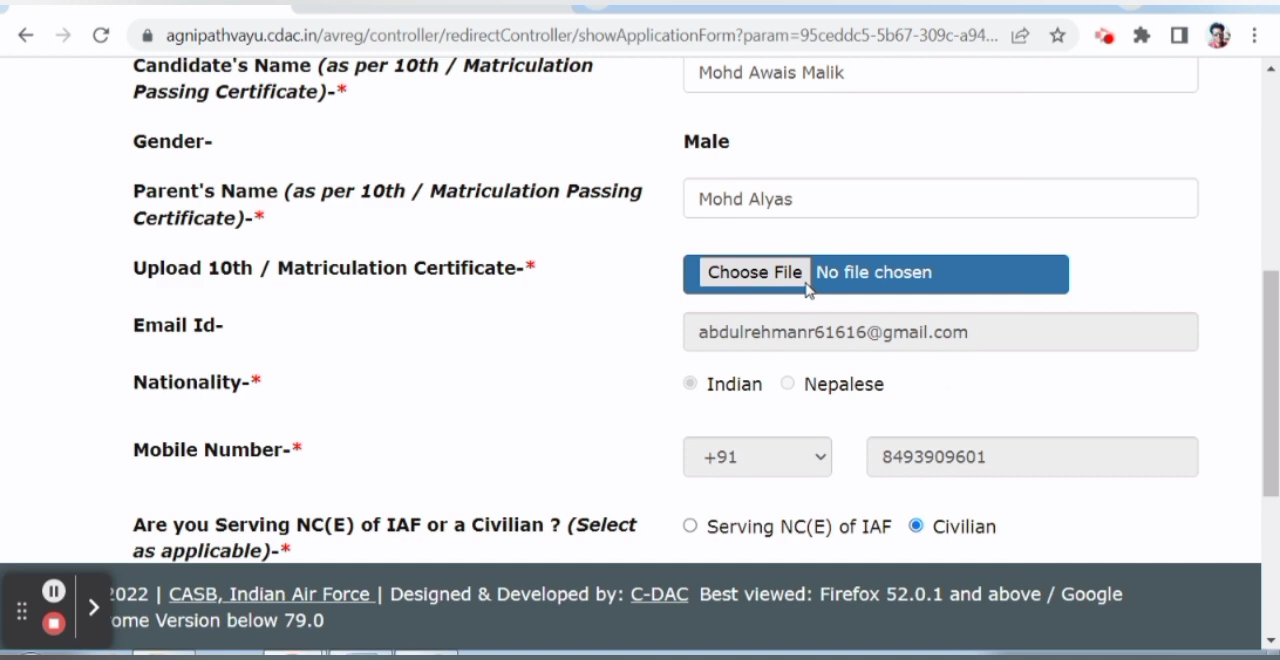 agnipathvayu.cdac.in/avreg/controller/redirectController/showApplicationForm?param=95ceddc5-5b67-309c-a94...
Candidate's Name (as per 10th / Matriculation
Passing Certificate)-*
Mohd Awais Malik
Gender-
Male
Parent's Name (as per 10th / Matriculation Passing
Certificate)-*
Mohd Alyas
Upload 10th / Matriculation Certificate-*
Choose File No file chosen
Email Id-
abdulrehmanr61616@gmail.com
Nationality-*
Indian Nepalese
Mobile Number-*
+91 8493909601
Are you Serving NC(E) of IAF or a Civilian ? (Select
as applicable)-*
Serving NC(E) of IAF Civilian
2022 | CASB, Indian Air Force | Designed & Developed by: C-DAC Best viewed: Firefox 52.0.1 and above / Google
ome Version below 79.0